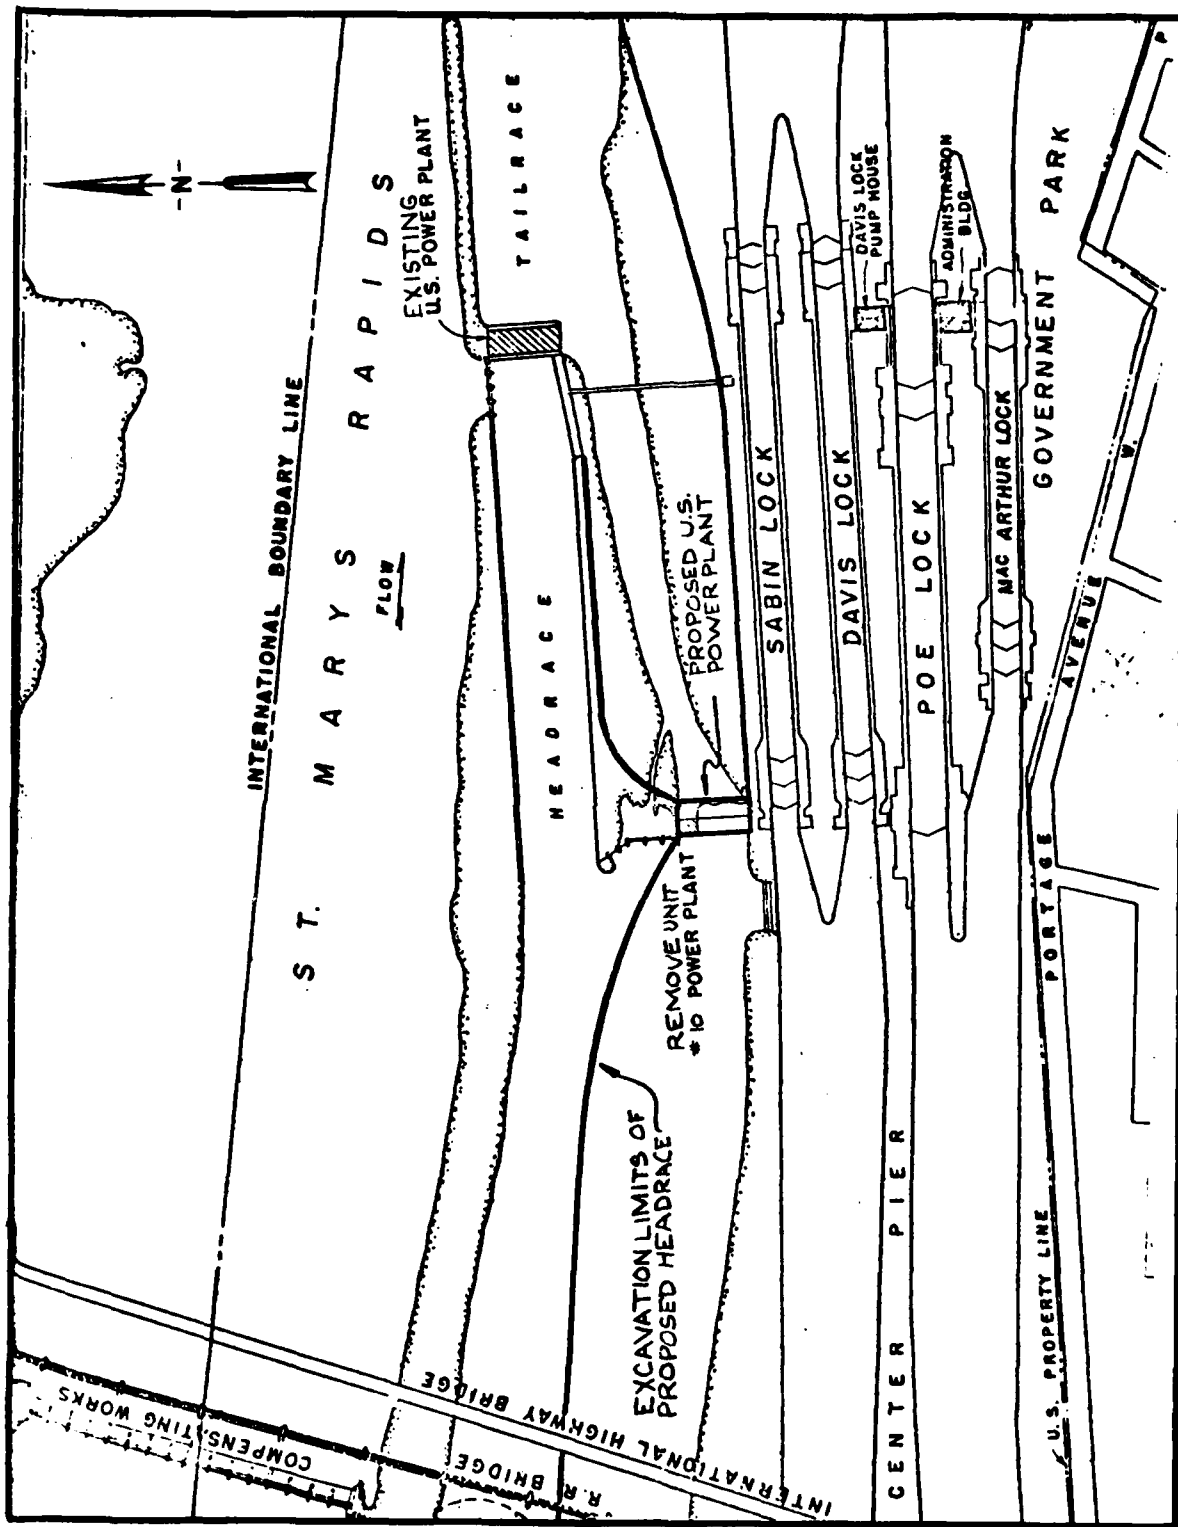 -N-
INTERNATIONAL BOUNDARY LINE
ST. MARYS RAPIDS
FLOW
EXISTING
U.S. POWER PLANT
TAILRACE
HEADRACE
PROPOSED U.S.
POWER PLANT
REMOVE UNIT
#10 POWER PLANT
EXCAVATION LIMITS OF
PROPOSED HEADRACE
COMPENSATING WORKS
R.R. BRIDGE
INTERNATIONAL HIGHWAY BRIDGE
SABIN LOCK
DAVIS LOCK
DAVIS LOCK
PUMP HOUSE
POE LOCK
ADMINISTRATION
BLDG
MAC ARTHUR LOCK
CENTER PIER
GOVERNMENT PARK
W.
PORTAGE AVENUE
U.S. PROPERTY LINE
P